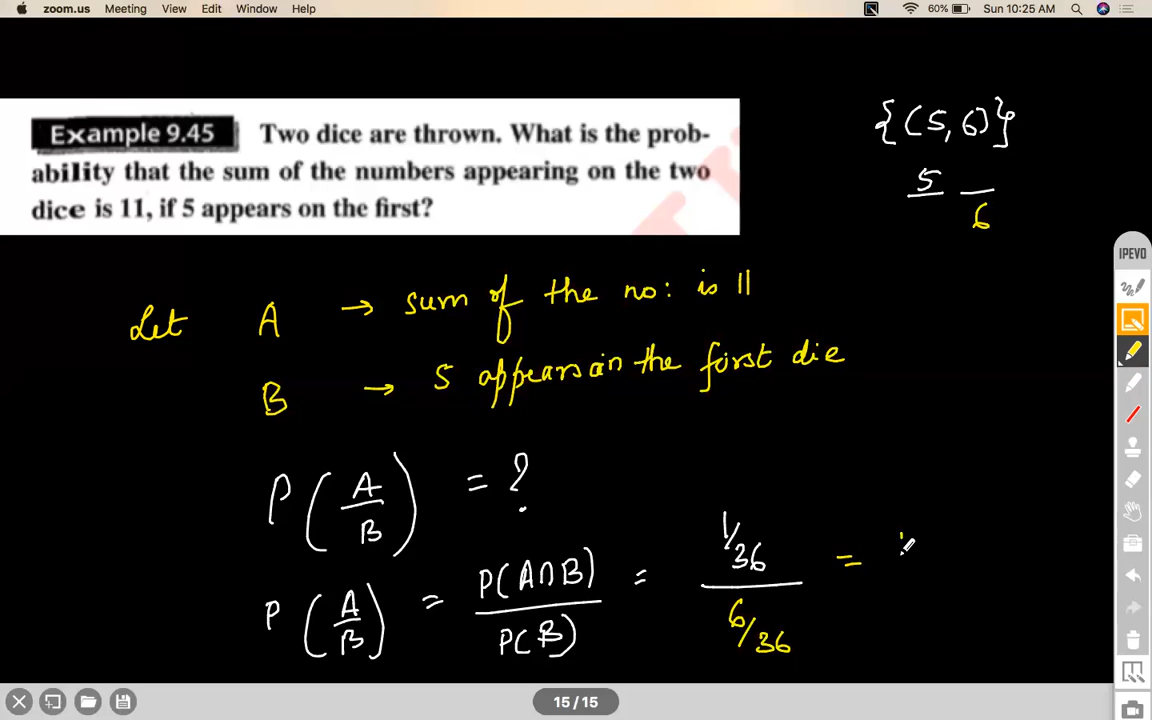 zoom.us Meeting View Edit Window Help 60% Sun 10:25 AM
Example 9.45 Two dice are thrown. What is the prob-
ability that the sum of the numbers appearing on the two
dice is 11, if 5 appears on the first?
{(5,6)}
5
6
IPEVO
Let A → sum of the no: is 11
B → 5 appears in the first die
P(A/B) = ?
P(A/B) = P(A∩B)/P(B) = 1/36 / 6/36 =
15 / 15